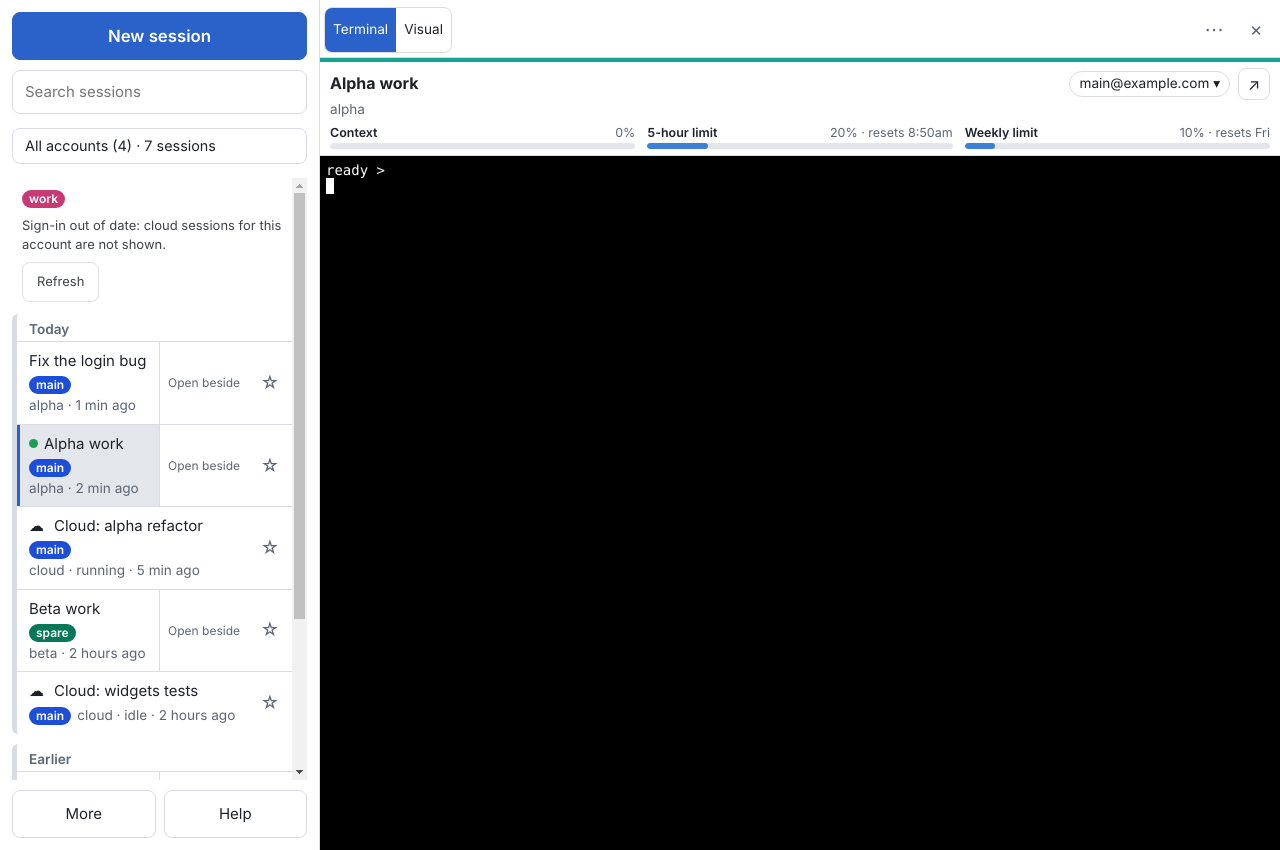 New session
Search sessions
All accounts (4) · 7 sessions
work
Sign-in out of date: cloud sessions for this
account are not shown.
Refresh
Today
Fix the login bug
main
alpha · 1 min ago
Open beside
Alpha work
main
alpha · 2 min ago
Open beside
Cloud: alpha refactor
main
cloud · running · 5 min ago
Beta work
spare
beta · 2 hours ago
Open beside
Cloud: widgets tests
main cloud · idle · 2 hours ago
Earlier
More
Help
Terminal
Visual
Alpha work
main@example.com ▾
alpha
Context 0%
5-hour limit 20% · resets 8:50am
Weekly limit 10% · resets Fri
ready >